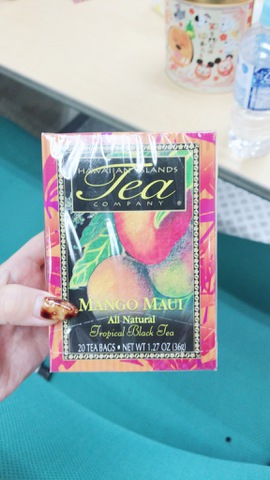 HAWAIIAN ISLANDS
Tea
COMPANY ®
MANGO MAUI
All Natural
Tropical Black Tea
20 TEA BAGS • NET WT 1.27 OZ (36g)